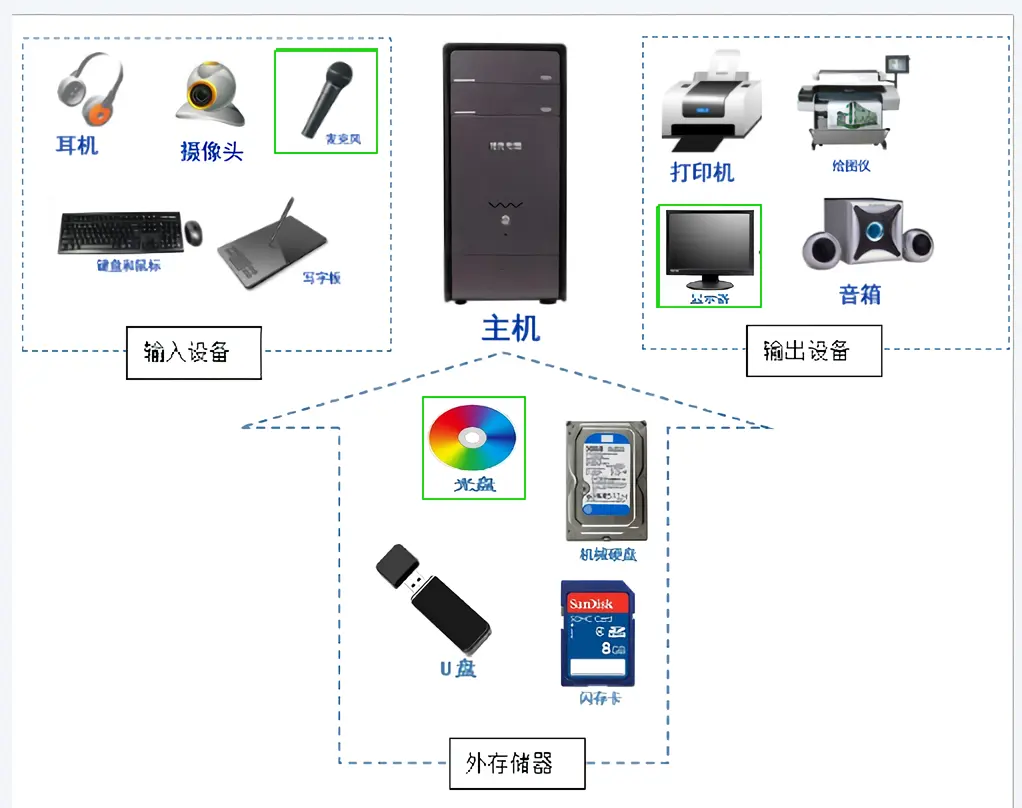 耳机
摄像头
麦克风
键盘和鼠标
写字板
输入设备
主机
打印机
绘图仪
显示器
音箱
输出设备
光盘
机械硬盘
U盘
SanDisk
SDHC Card
4
8GB
闪存卡
外存储器